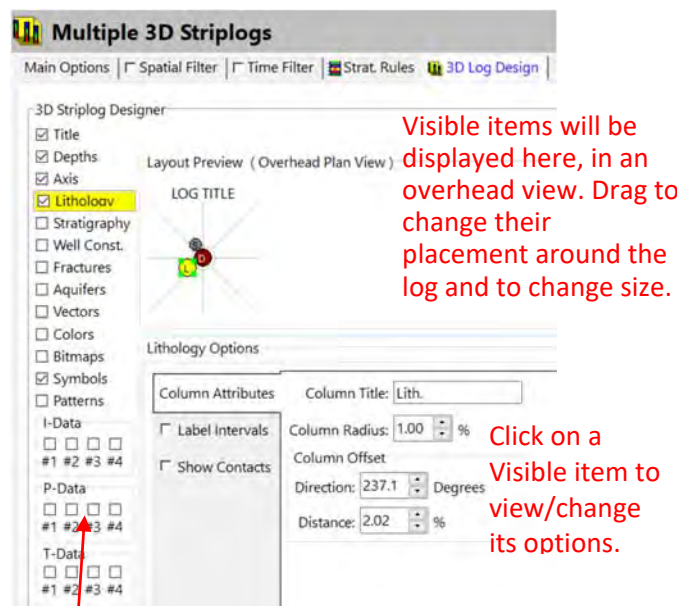 Multiple 3D Striplogs
Main Options Spatial Filter Time Filter Strat. Rules 3D Log Design
3D Striplog Designer
Title
Depths
Axis
Lithology
Stratigraphy
Well Const.
Fractures
Aquifers
Vectors
Colors
Bitmaps
Symbols
Patterns
I-Data
#1 #2 #3 #4
P-Data
#1 #2 #3 #4
T-Data
#1 #2 #3 #4
Layout Preview ( Overhead Plan View )
LOG TITLE
D
L
Visible items will be
displayed here, in an
overhead view. Drag to
change their
placement around the
log and to change size.
Lithology Options
Column Attributes
Label Intervals
Show Contacts
Column Title: Lith.
Column Radius: 1.00 %
Column Offset
Direction: 237.1 Degrees
Distance: 2.02 %
Click on a
Visible item to
view/change
its options.